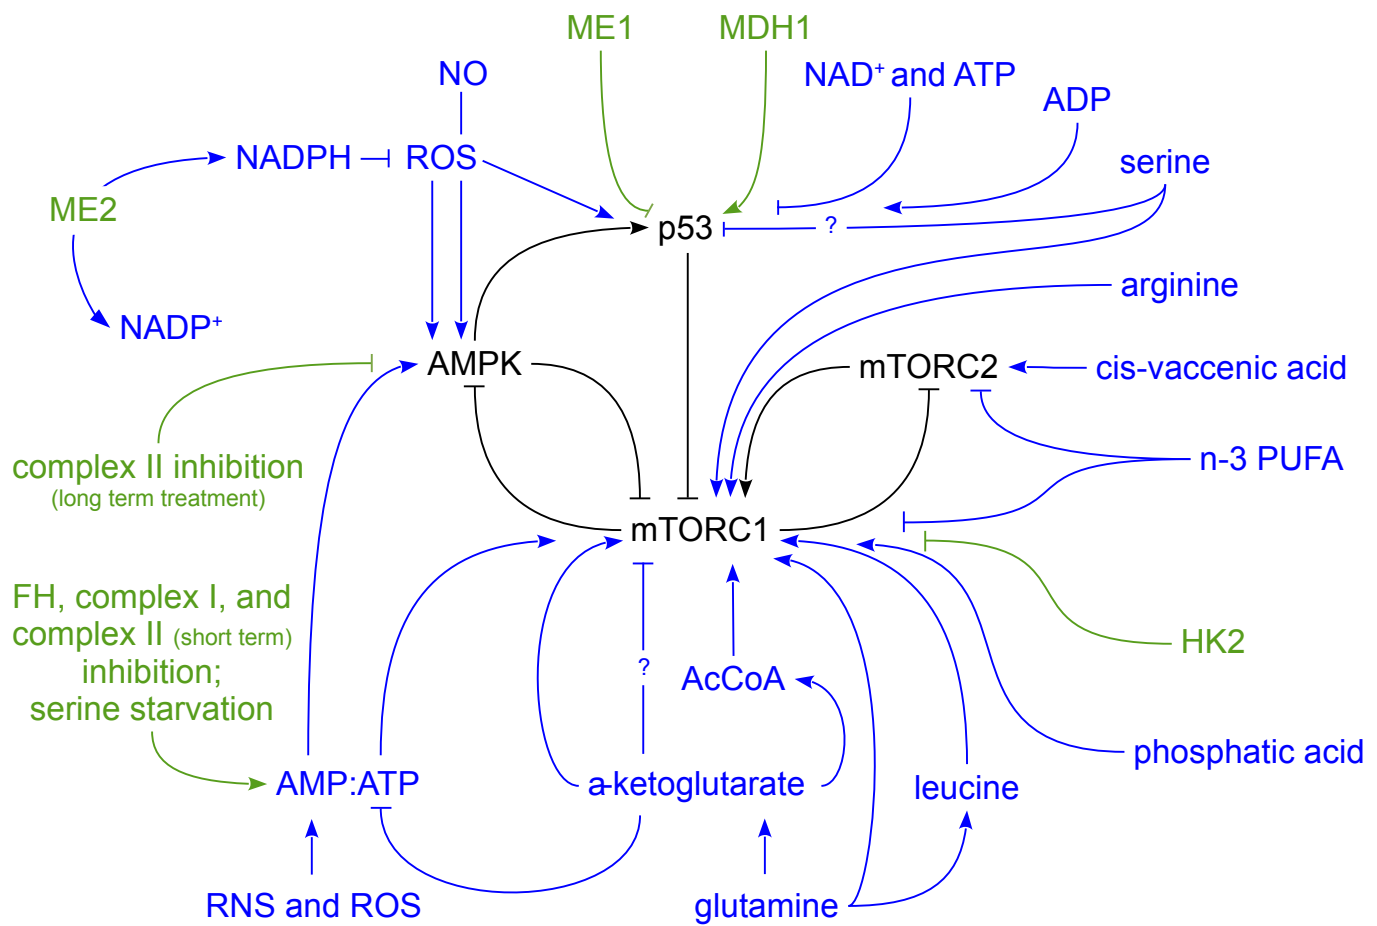 ME1
MDH1
NO
NAD+ and ATP
ADP
NADPH
ROS
serine
ME2
p53
?
arginine
NADP+
AMPK
mTORC2
cis-vaccenic acid
complex II inhibition
(long term treatment)
n-3 PUFA
mTORC1
FH, complex I, and
complex II (short term)
inhibition;
serine starvation
HK2
?
AcCoA
phosphatic acid
AMP:ATP
a-ketoglutarate
leucine
RNS and ROS
glutamine